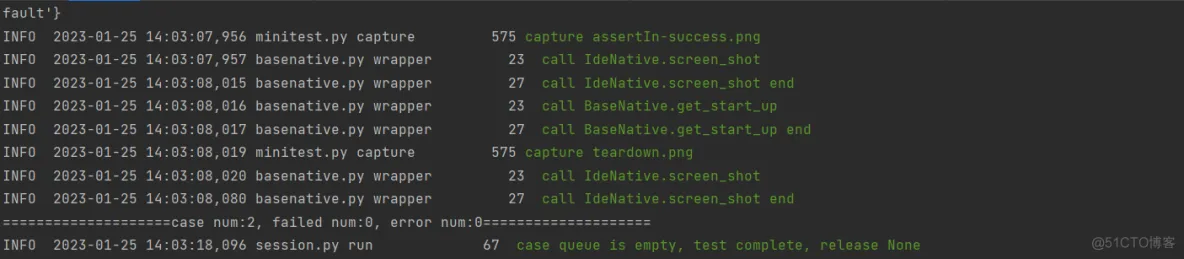 fault'}
INFO  2023-01-25 14:03:07,956 minitest.py capture         575 capture assertIn-success.png
INFO  2023-01-25 14:03:07,957 basenative.py wrapper         23  call IdeNative.screen_shot
INFO  2023-01-25 14:03:08,015 basenative.py wrapper         27  call IdeNative.screen_shot end
INFO  2023-01-25 14:03:08,016 basenative.py wrapper         23  call BaseNative.get_start_up
INFO  2023-01-25 14:03:08,017 basenative.py wrapper         27  call BaseNative.get_start_up end
INFO  2023-01-25 14:03:08,019 minitest.py capture         575 capture teardown.png
INFO  2023-01-25 14:03:08,020 basenative.py wrapper         23  call IdeNative.screen_shot
INFO  2023-01-25 14:03:08,080 basenative.py wrapper         27  call IdeNative.screen_shot end
====================case num:2, failed num:0, error num:0====================
INFO  2023-01-25 14:03:18,096 session.py run             67  case queue is empty, test complete, release None
@51CTO博客